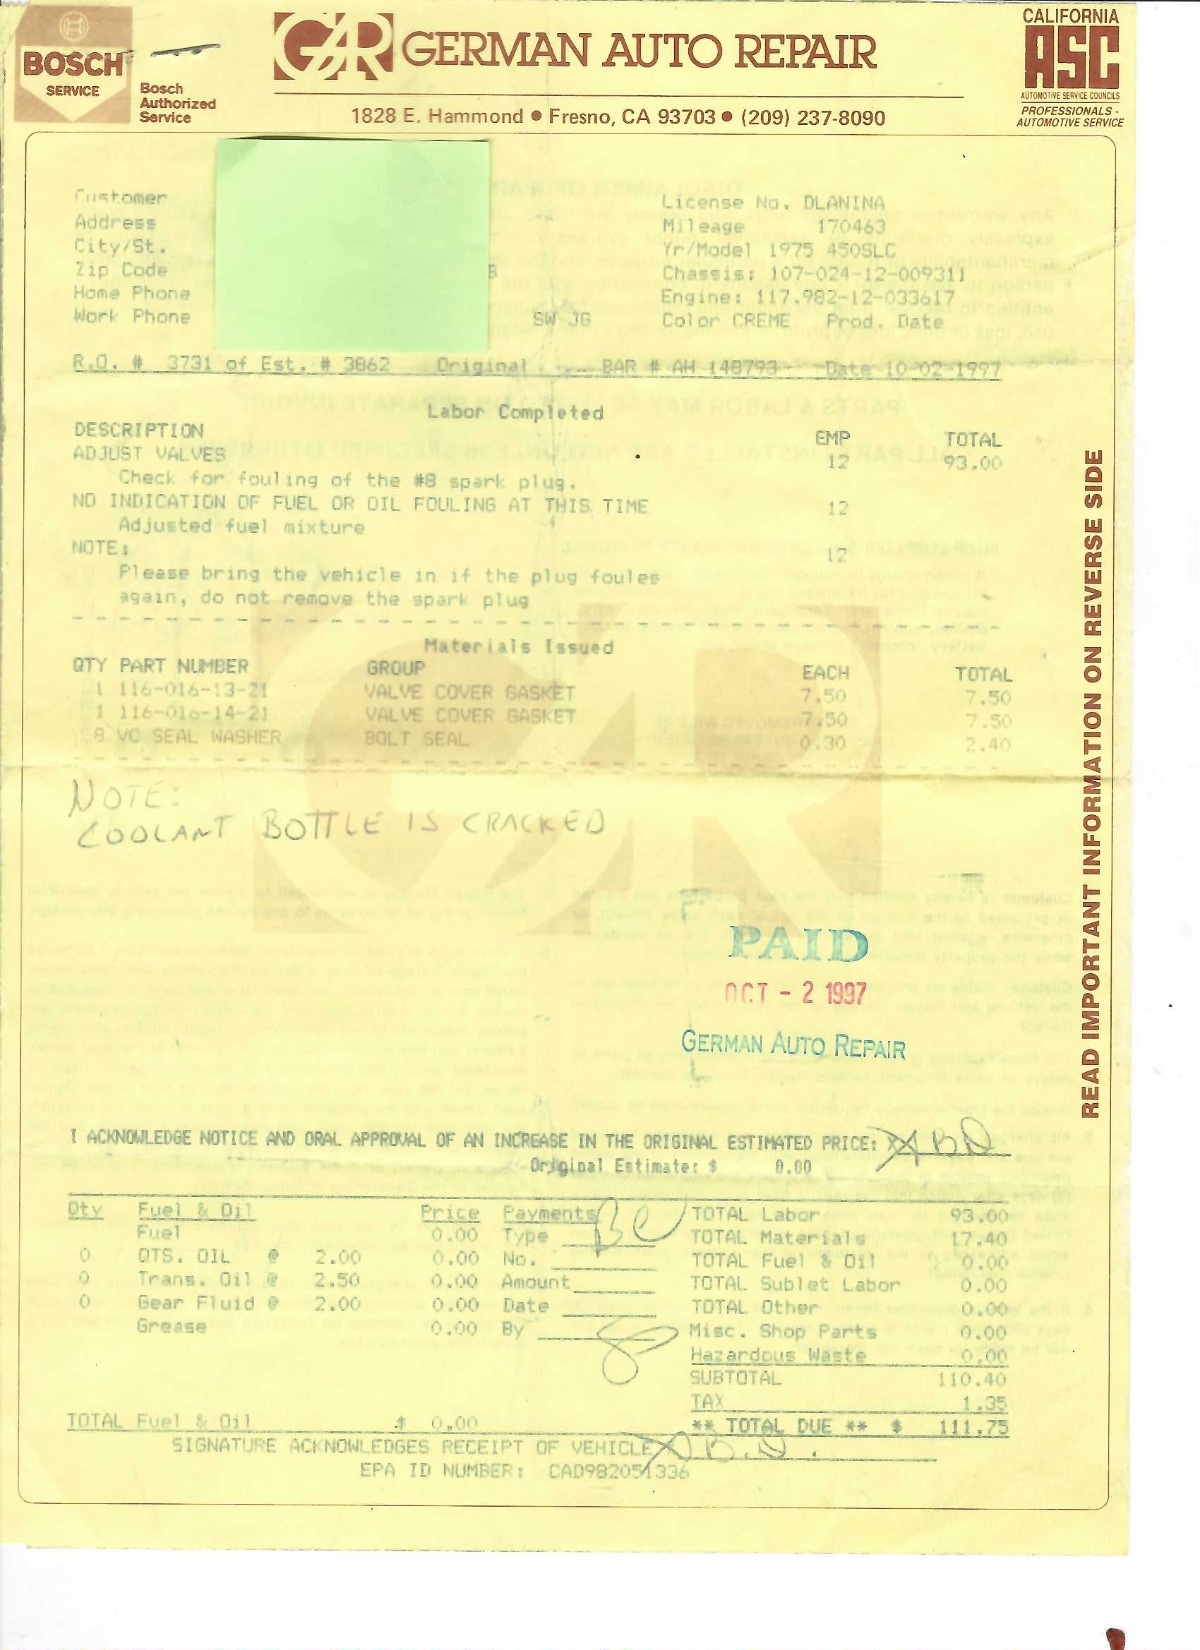 BOSCH
SERVICE
Bosch
Authorized
Service
GAR GERMAN AUTO REPAIR
1828 E. Hammond • Fresno, CA 93703 • (209) 237-8090
CALIFORNIA
ASC
AUTOMOTIVE SERVICE COUNCILS
PROFESSIONALS -
AUTOMOTIVE SERVICE
Customer License No. DLANINA
Address Mileage 170463
City/St. Yr/Model 1975 450SLC
Zip Code B Chassis: 107-024-12-009311
Home Phone Engine: 117.982-12-033617
Work Phone SW JG Color CREME Prod. Date
R.O. # 3731 of Est. # 3862 Original BAR # AH 148793 Date 10-02-1997
Labor Completed
DESCRIPTION EMP TOTAL
ADJUST VALVES 12 93.00
Check for fouling of the #8 spark plug.
NO INDICATION OF FUEL OR OIL FOULING AT THIS TIME 12
Adjusted fuel mixture
NOTE: 12
Please bring the vehicle in if the plug foules
again, do not remove the spark plug
Materials Issued
QTY PART NUMBER GROUP EACH TOTAL
1 116-016-13-21 VALVE COVER GASKET 7.50 7.50
1 116-016-14-21 VALVE COVER GASKET 7.50 7.50
8 VC SEAL WASHER BOLT SEAL 0.30 2.40
NOTE:
COOLANT BOTTLE IS CRACKED
PAID
OCT - 2 1997
GERMAN AUTO REPAIR
READ IMPORTANT INFORMATION ON REVERSE SIDE
I ACKNOWLEDGE NOTICE AND ORAL APPROVAL OF AN INCREASE IN THE ORIGINAL ESTIMATED PRICE: X
Original Estimate: $ 0.00
Qty Fuel & Oil Price Payments TOTAL Labor 93.00
Fuel 0.00 Type BC TOTAL Materials 17.40
0 QTS. OIL @ 2.00 0.00 No. TOTAL Fuel & Oil 0.00
0 Trans. Oil @ 2.50 0.00 Amount TOTAL Sublet Labor 0.00
0 Gear Fluid @ 2.00 0.00 Date TOTAL Other 0.00
Grease 0.00 By Misc. Shop Parts 0.00
Hazardous Waste 0.00
SUBTOTAL 110.40
TAX 1.35
TOTAL Fuel & Oil $ 0.00 ** TOTAL DUE ** $ 111.75
SIGNATURE ACKNOWLEDGES RECEIPT OF VEHICLE X
EPA ID NUMBER: CAD982051336